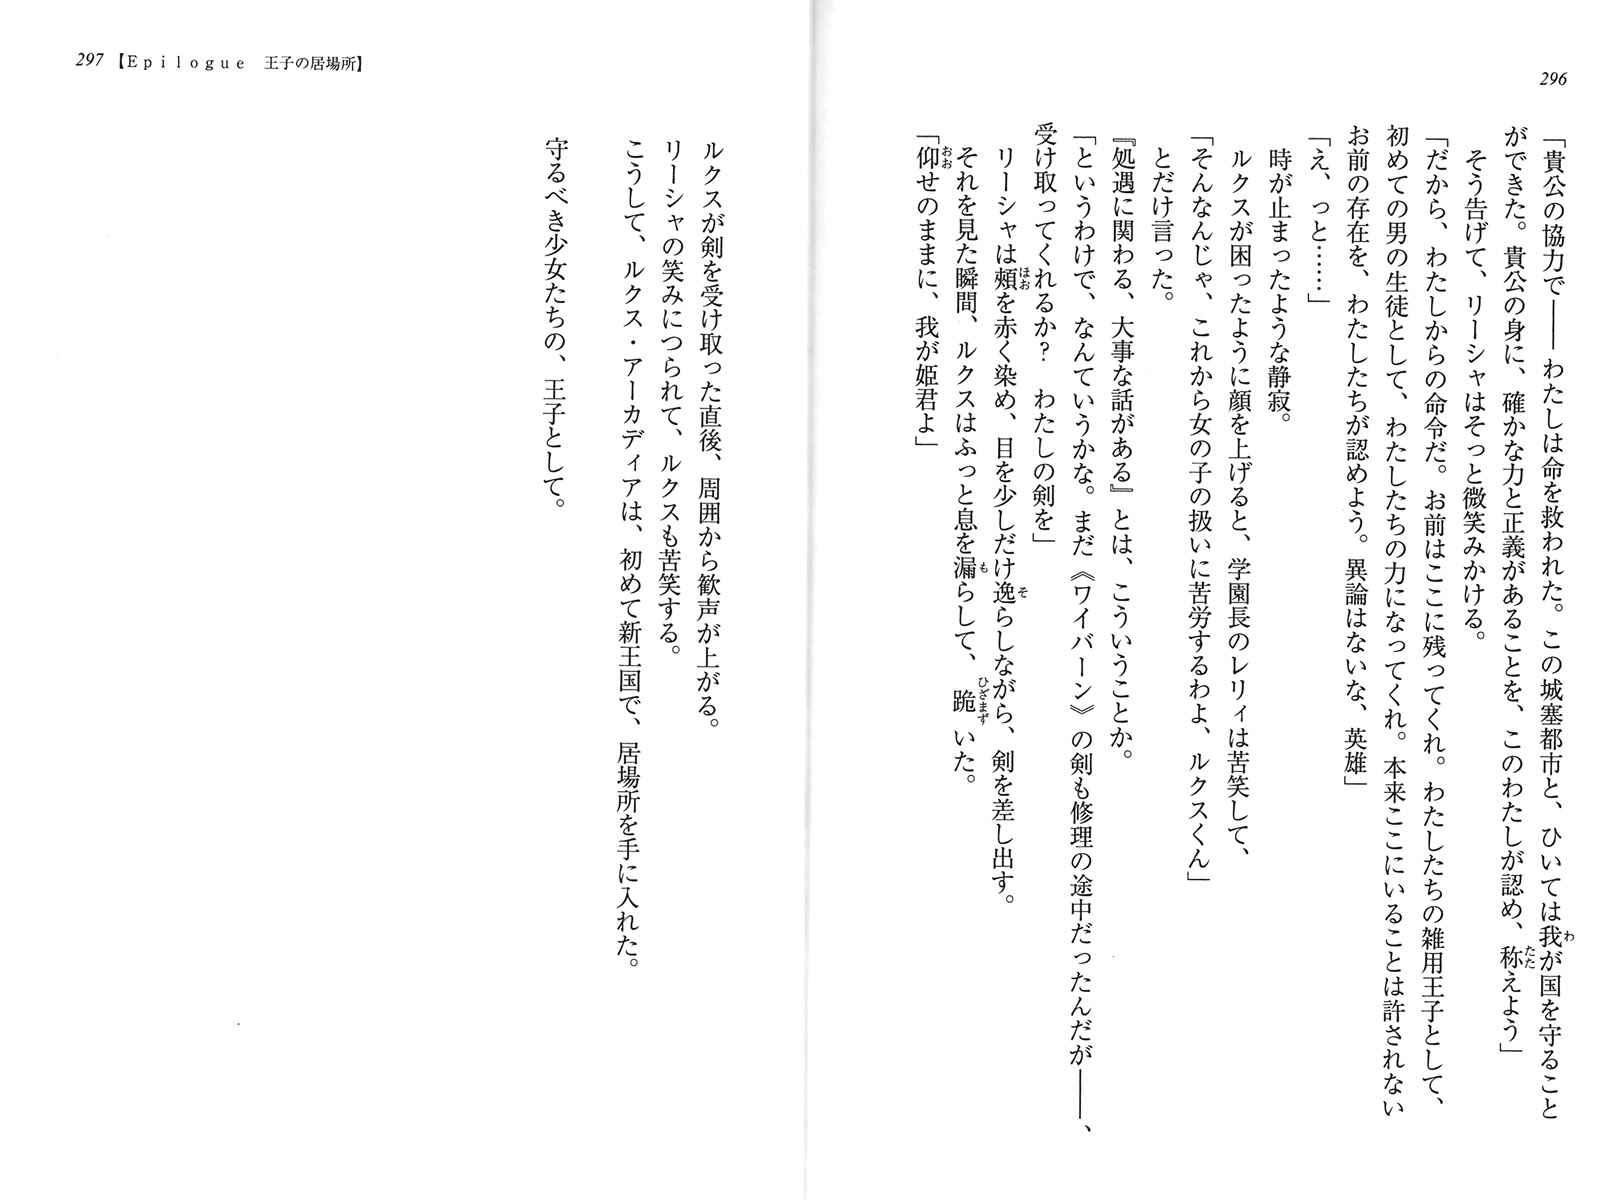 296
「貴公の協力で――わたしは命を救われた。この城塞都市と、ひいては我が国を守ること
ができた。貴公の身に、確かな力と正義があることを、このわたしが認め、称えよう」
そう告げて、リーシャはそっと微笑みかける。
「だから、わたしからの命令だ。お前はここに残ってくれ。わたしたちの雑用王子として、
初めての男の生徒として、わたしたちの力になってくれ。本来ここにいることは許されない
お前の存在を、わたしたちが認めよう。異論はないな、英雄」
「え、っと……」
時が止まったような静寂。
ルクスが困ったように顔を上げると、学園長のレリィは苦笑して、
「そんなんじゃ、これから女の子の扱いに苦労するわよ、ルクスくん」
とだけ言った。
『処遇に関わる、大事な話がある』とは、こういうことか。
「というわけで、なんていうかな。まだ《ワイバーン》の剣も修理の途中だったんだが――、
受け取ってくれるか？　わたしの剣を」
リーシャは頰を赤く染め、目を少しだけ逸らしながら、剣を差し出す。
それを見た瞬間、ルクスはふっと息を漏らして、跪いた。
「仰せのままに、我が姫君よ」
297【Epilogue　王子の居場所】
ルクスが剣を受け取った直後、周囲から歓声が上がる。
リーシャの笑みにつられて、ルクスも苦笑する。
こうして、ルクス・アーカディアは、初めて新王国で、居場所を手に入れた。
守るべき少女たちの、王子として。